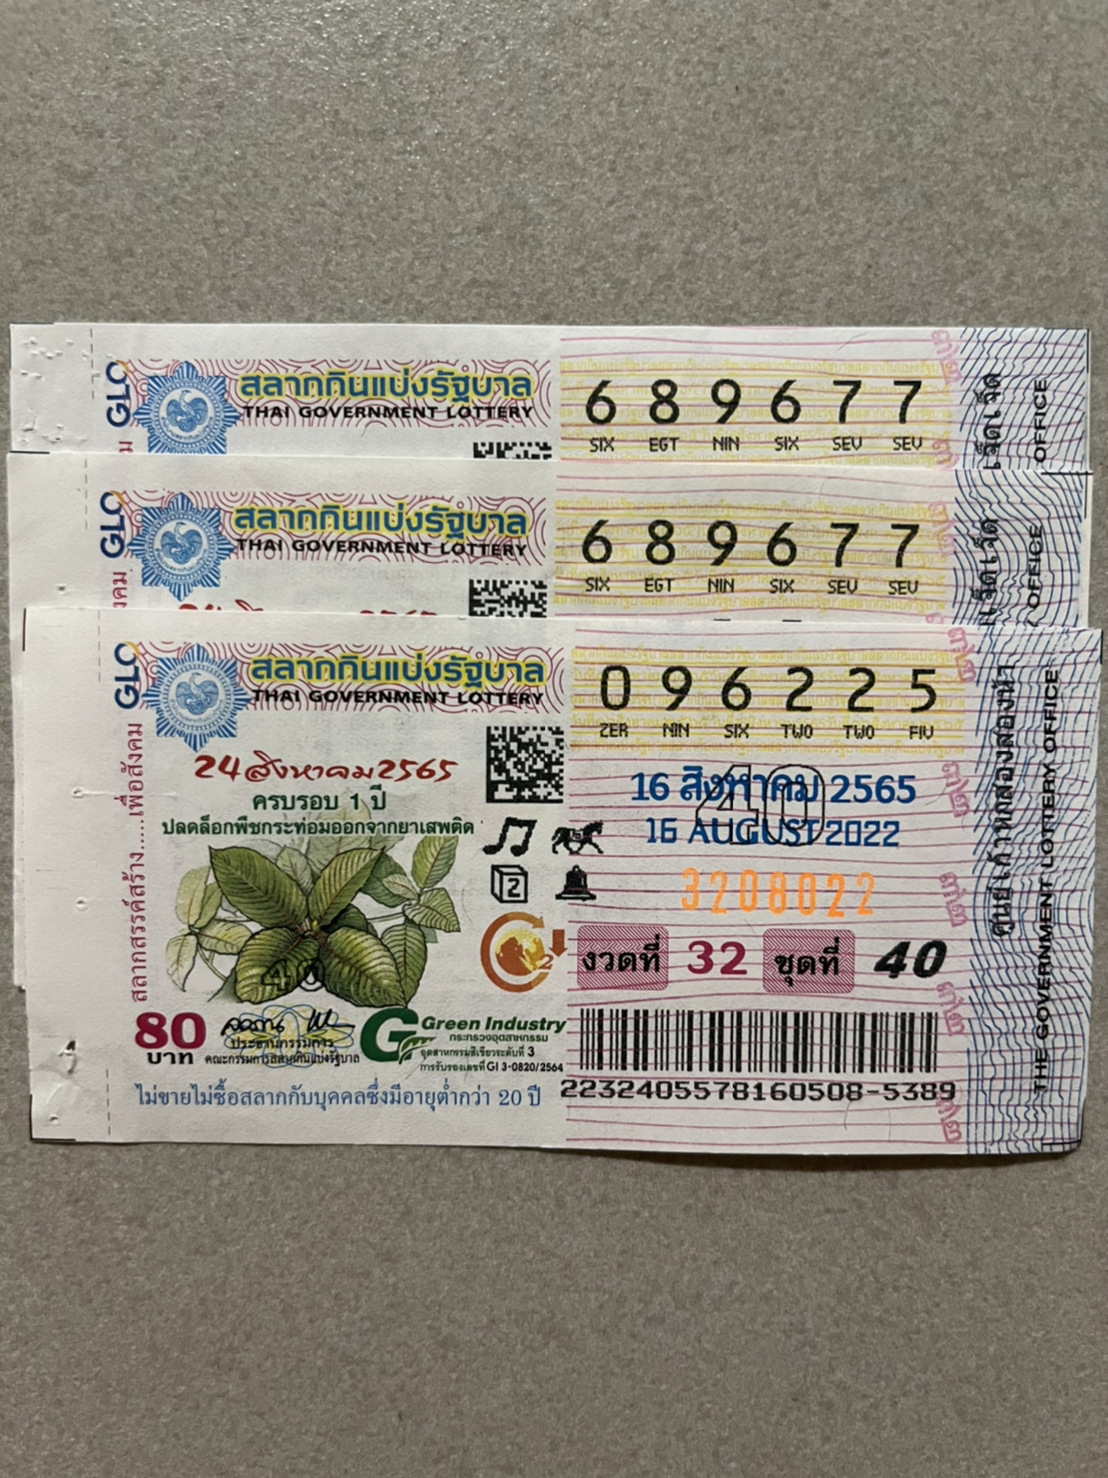 สลากกินแบ่งรัฐบาล
THAI GOVERNMENT LOTTERY
6 8 9 6 7 7
SIX EGT NIN SIX SEV SEV
OFFICE
สลากกินแบ่งรัฐบาล
THAI GOVERNMENT LOTTERY
6 8 9 6 7 7
SIX EGT NIN SIX SEV SEV
OFFICE
สลากกินแบ่งรัฐบาล
THAI GOVERNMENT LOTTERY
0 9 6 2 2 5
ZER NIN SIX TWO TWO FIV
24 สิงหาคม 2565
ครบรอบ 1 ปี
ปลดล็อกพืชกระท่อมออกจากยาเสพติด
สลากสรรค์สร้าง.....เพื่อสังคม
16 สิงหาคม 2565
16 AUGUST 2022
40
3208022
2
งวดที่ 32 ชุดที่ 40
80
บาท
ประธานกรรมการ
คณะกรรมการสลากกินแบ่งรัฐบาล
Green Industry
กระทรวงอุตสาหกรรม
อุตสาหกรรมสีเขียวระดับที่ 3
การรับรองเลขที่ GI 3-0820/2564
2232405578160508-5389
ไม่ขายไม่ซื้อสลากกับบุคคลซึ่งมีอายุต่ำกว่า 20 ปี
ศูนย์เก้าหกสองสองห้า
THE GOVERNMENT LOTTERY OFFICE